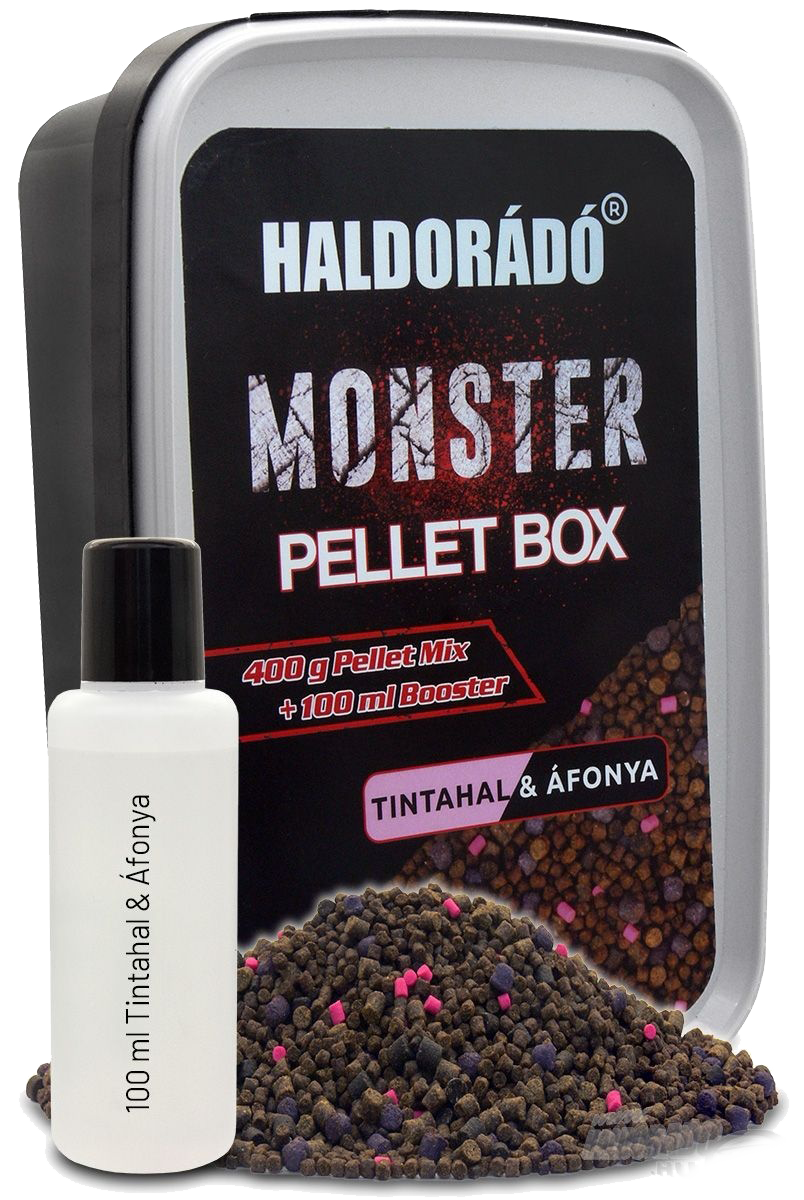 HALDORÁDÓ®
MONSTER
PELLET BOX
400 g Pellet Mix
+ 100 ml Booster
TINTAHAL & ÁFONYA
100 ml Tintahal & Áfonya